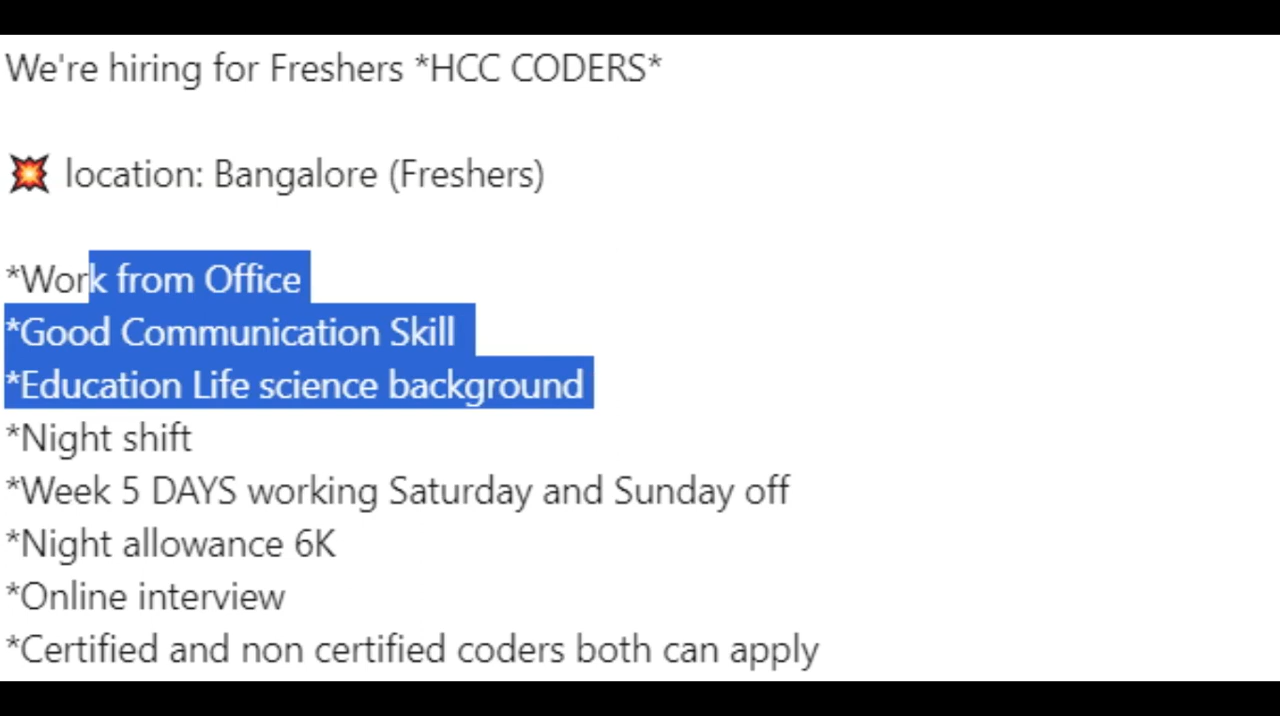 We're hiring for Freshers *HCC CODERS*
💥 location: Bangalore (Freshers)
*Work from Office
*Good Communication Skill
*Education Life science background
*Night shift
*Week 5 DAYS working Saturday and Sunday off
*Night allowance 6K
*Online interview
*Certified and non certified coders both can apply